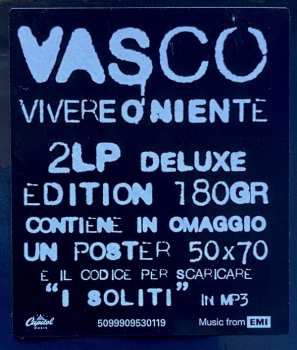 VASCO
VIVERE O NIENTE
2LP DELUXE
EDITION 180GR
CONTIENE IN OMAGGIO
UN POSTER 50x70
E IL CODICE PER SCARICARE
"I SOLITI" IN MP3
Capitol
5099909530119 Music from EMI